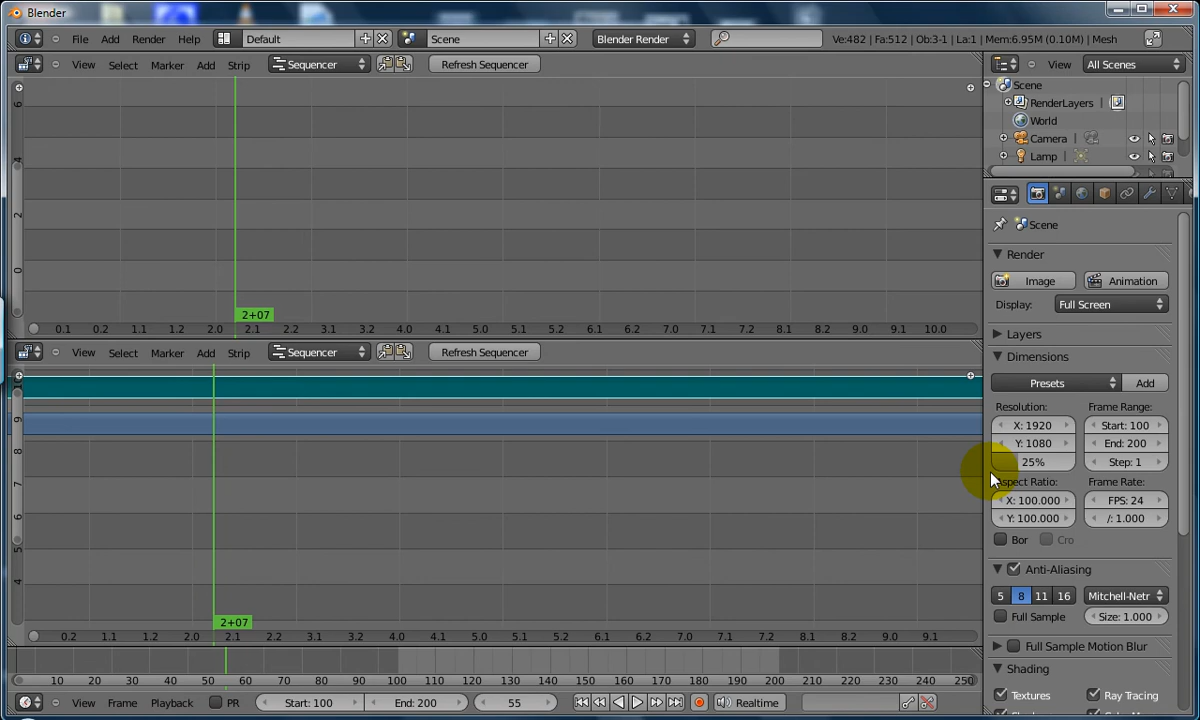 Blender
File Add Render Help Default Scene Blender Render Ve:482 | Fa:512 | Ob:3-1 | La:1 | Mem:6.95M (0.10M) | Mesh
View Select Marker Add Strip Sequencer Refresh Sequencer
View All Scenes
Scene
RenderLayers
World
Camera
Lamp
6
4
2
0
2+07
0.1 0.2 1.1 1.2 2.0 2.1 2.2 3.1 3.2 4.0 4.1 5.0 5.1 6.1 6.2 7.0 7.1 7.2 8.1 8.2 9.0 9.1 10.0
View Select Marker Add Strip Sequencer Refresh Sequencer
9
8
7
6
5
4
2+07
0.2 1.1 1.2 2.0 2.1 3.1 3.2 4.0 4.1 5.1 5.2 6.1 6.2 7.0 7.2 8.1 8.2 9.1
10 20 30 40 50 60 70 80 90 100 110 120 130 140 150 160 170 180 190 200 210 220 230 240 250
View Frame Playback PR Start: 100 End: 200 55 Realtime
Scene
Render
Image Animation
Display: Full Screen
Layers
Dimensions
Presets Add
Resolution: Frame Range:
X: 1920 Start: 100
Y: 1080 End: 200
25% Step: 1
Aspect Ratio: Frame Rate:
X: 100.000 FPS: 24
Y: 100.000 /: 1.000
Bor Cro
Anti-Aliasing
5 8 11 16 Mitchell-Netr
Full Sample Size: 1.000
Full Sample Motion Blur
Shading
Textures Ray Tracing